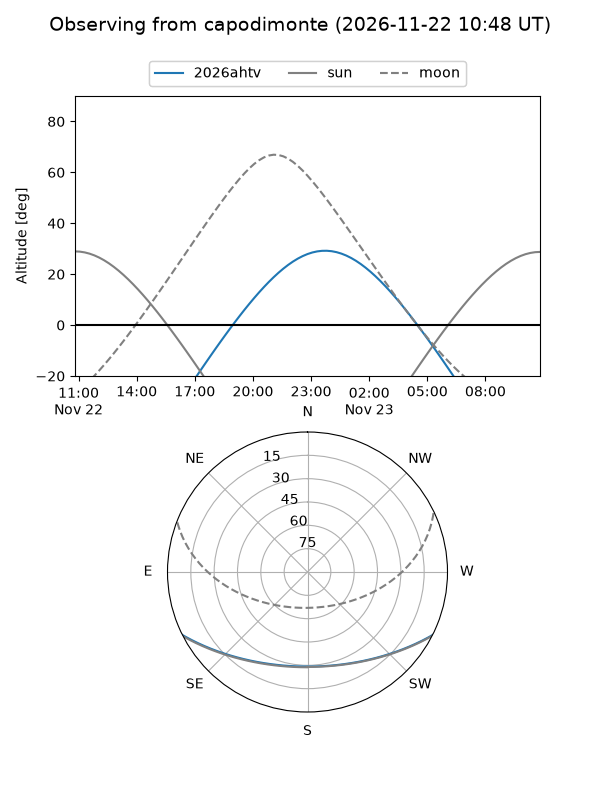 Observing from capodimonte (2026-11-22 10:48 UT)
2026ahtv sun moon
Altitude [deg]
80
60
40
20
0
−20
11:00 14:00 17:00 20:00 23:00 02:00 05:00 08:00
Nov 22 Nov 23
N
NE NW
15
30
45
60
75
E W
SE SW
S